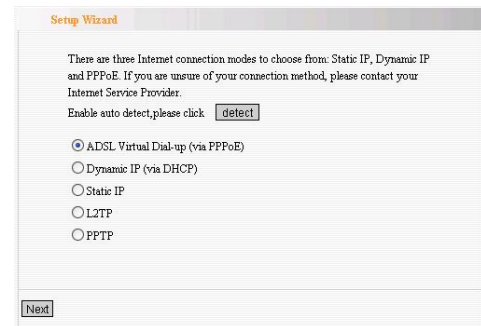 Setup Wizard
There are three Internet connection modes to choose from: Static IP, Dynamic IP
and PPPoE. If you are unsure of your connection method, please contact your
Internet Service Provider.
Enable auto detect,please click detect
ADSL Virtual Dial-up (via PPPoE)
Dynamic IP (via DHCP)
Static IP
L2TP
PPTP
Next